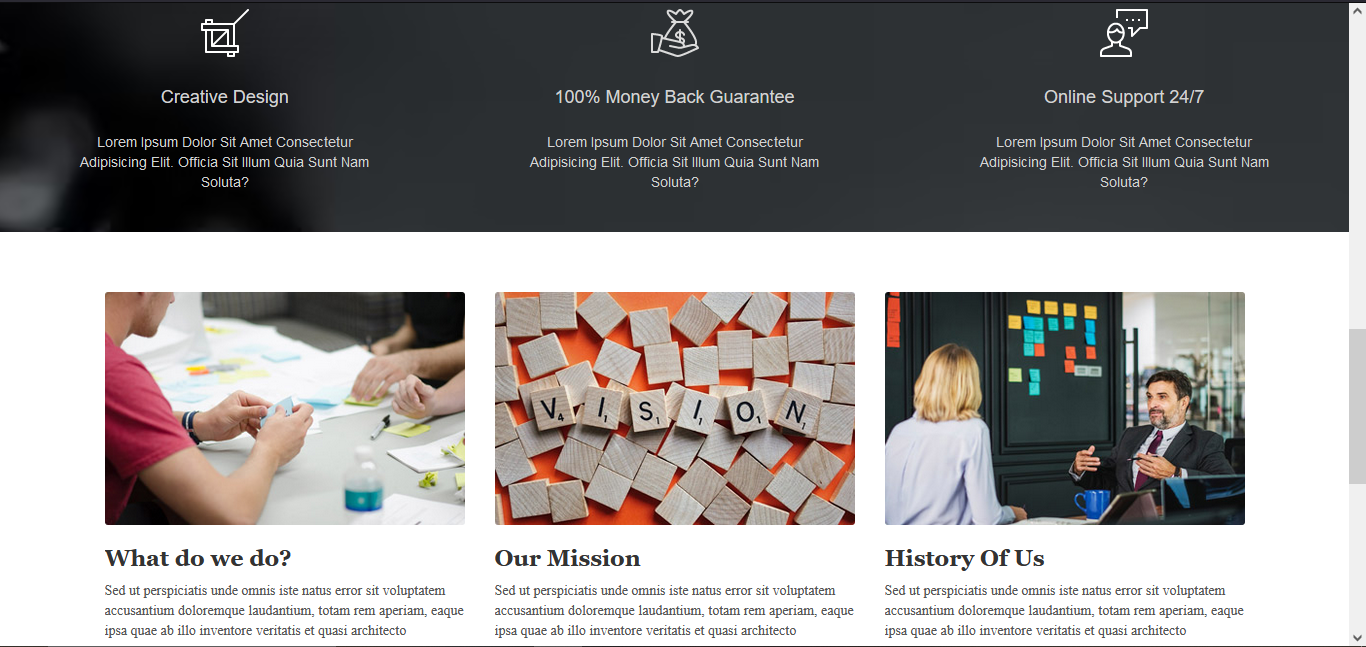 Creative Design
100% Money Back Guarantee
Online Support 24/7
Lorem Ipsum Dolor Sit Amet Consectetur
Adipisicing Elit. Officia Sit Illum Quia Sunt Nam
Soluta?
Lorem Ipsum Dolor Sit Amet Consectetur
Adipisicing Elit. Officia Sit Illum Quia Sunt Nam
Soluta?
Lorem Ipsum Dolor Sit Amet Consectetur
Adipisicing Elit. Officia Sit Illum Quia Sunt Nam
Soluta?
V4 I1 S1 I1 O1 N1
What do we do?
Sed ut perspiciatis unde omnis iste natus error sit voluptatem
accusantium doloremque laudantium, totam rem aperiam, eaque
ipsa quae ab illo inventore veritatis et quasi architecto
Our Mission
Sed ut perspiciatis unde omnis iste natus error sit voluptatem
accusantium doloremque laudantium, totam rem aperiam, eaque
ipsa quae ab illo inventore veritatis et quasi architecto
History Of Us
Sed ut perspiciatis unde omnis iste natus error sit voluptatem
accusantium doloremque laudantium, totam rem aperiam, eaque
ipsa quae ab illo inventore veritatis et quasi architecto